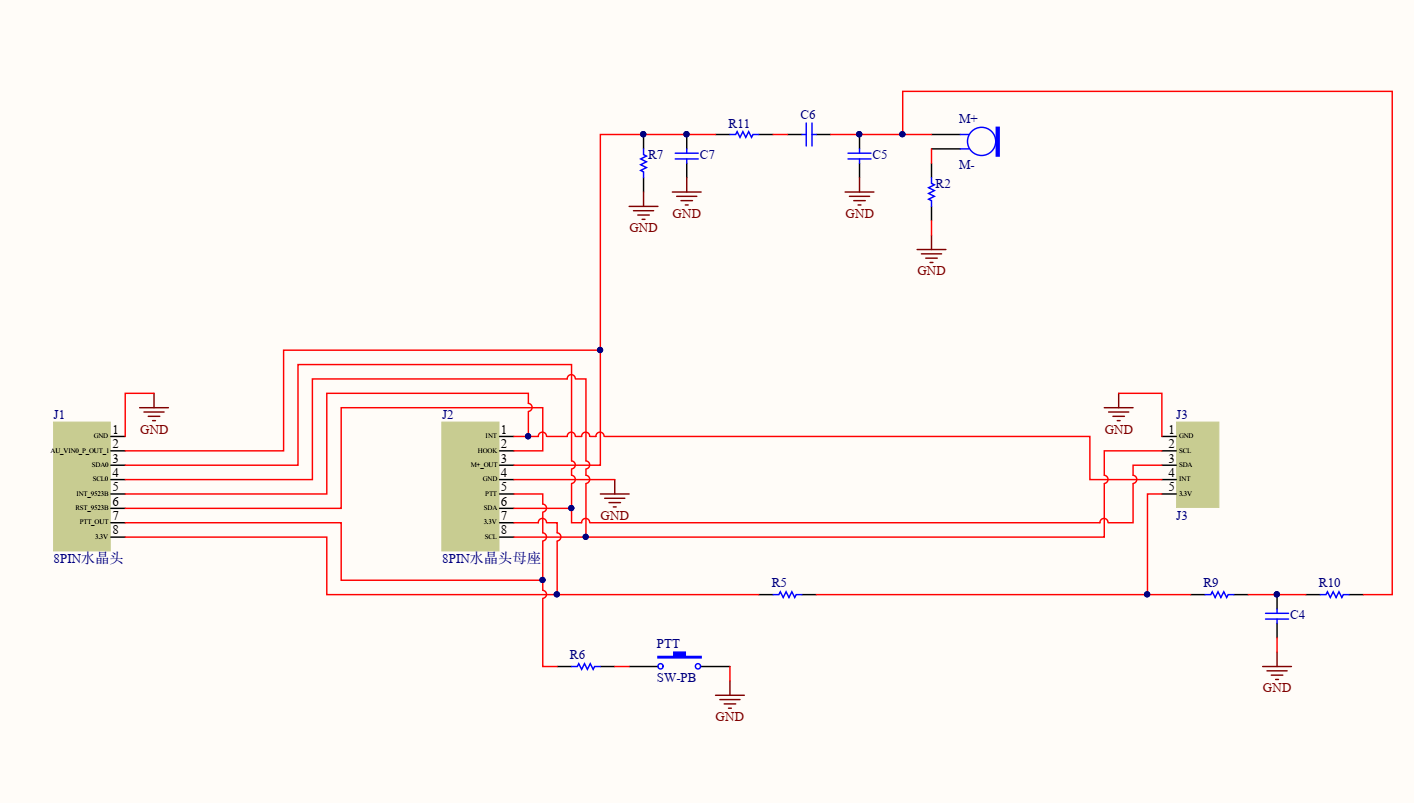 C6
M+
R11
R7
C7
C5
M-
R2
GND
GND
GND
GND
J1
GND
1
GND
2
AU_VIN0_P_OUT_1
3
SDA0
4
SCL0
5
INT_9523B
6
RST_9523B
7
PTT_OUT
8
3.3V
8PIN水晶头
J2
1
INT
2
HOOK
3
M+_OUT
4
GND
5
PTT
6
SDA
7
3.3V
8
SCL
8PIN水晶头母座
GND
GND
J3
1
GND
2
SCL
3
SDA
4
INT
5
3.3V
J3
R5
R9
R10
C4
GND
R6
PTT
SW-PB
GND